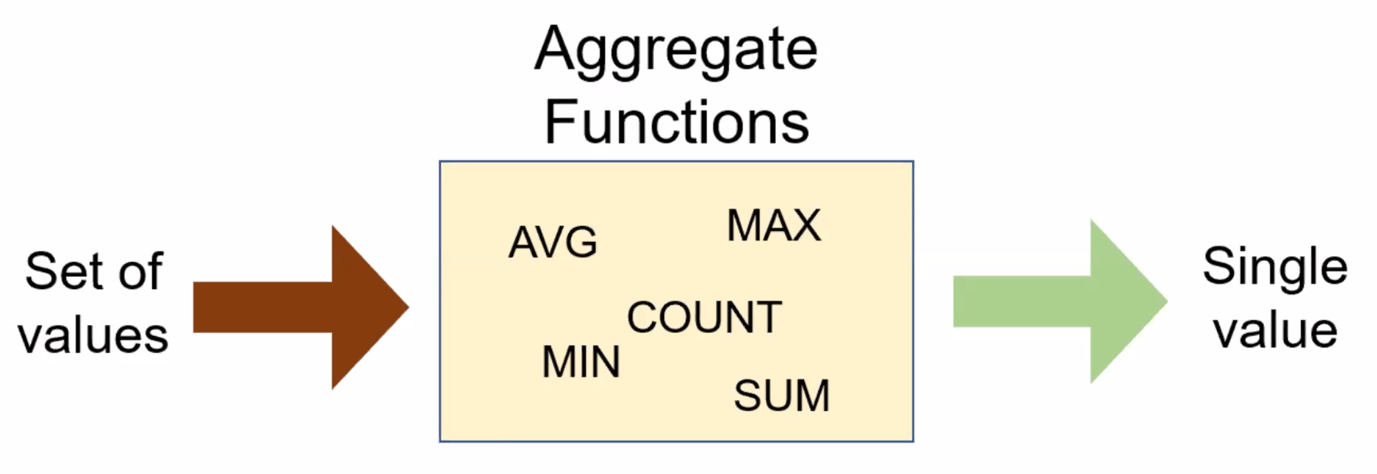 Aggregate
Functions
Set of
values
AVG
MAX
COUNT
MIN
SUM
Single
value